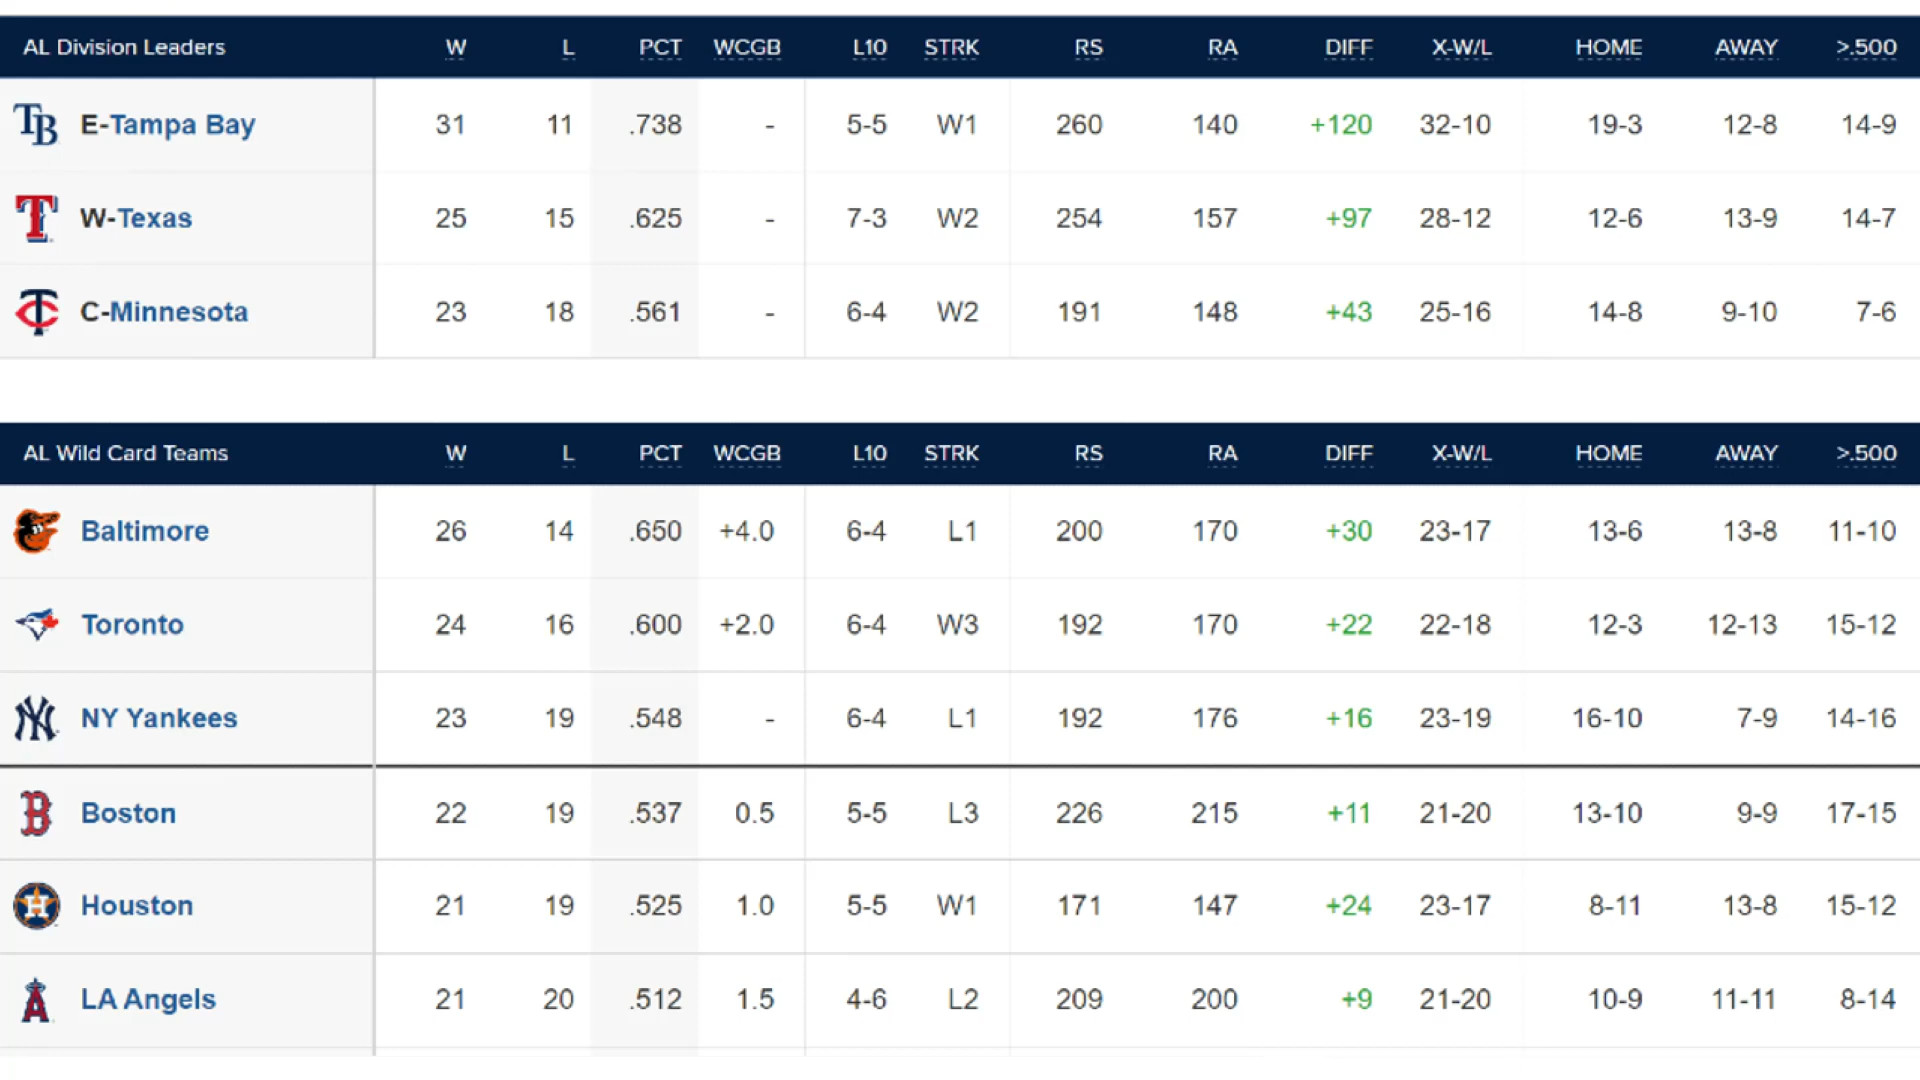 AL Division Leaders W L PCT WCGB L10 STRK RS RA DIFF X-W/L HOME AWAY >.500
TB E-Tampa Bay 31 11 .738 - 5-5 W1 260 140 +120 32-10 19-3 12-8 14-9
T W-Texas 25 15 .625 - 7-3 W2 254 157 +97 28-12 12-6 13-9 14-7
TC C-Minnesota 23 18 .561 - 6-4 W2 191 148 +43 25-16 14-8 9-10 7-6
AL Wild Card Teams W L PCT WCGB L10 STRK RS RA DIFF X-W/L HOME AWAY >.500
Baltimore 26 14 .650 +4.0 6-4 L1 200 170 +30 23-17 13-6 13-8 11-10
Toronto 24 16 .600 +2.0 6-4 W3 192 170 +22 22-18 12-3 12-13 15-12
NY NY Yankees 23 19 .548 - 6-4 L1 192 176 +16 23-19 16-10 7-9 14-16
B Boston 22 19 .537 0.5 5-5 L3 226 215 +11 21-20 13-10 9-9 17-15
H Houston 21 19 .525 1.0 5-5 W1 171 147 +24 23-17 8-11 13-8 15-12
A LA Angels 21 20 .512 1.5 4-6 L2 209 200 +9 21-20 10-9 11-11 8-14